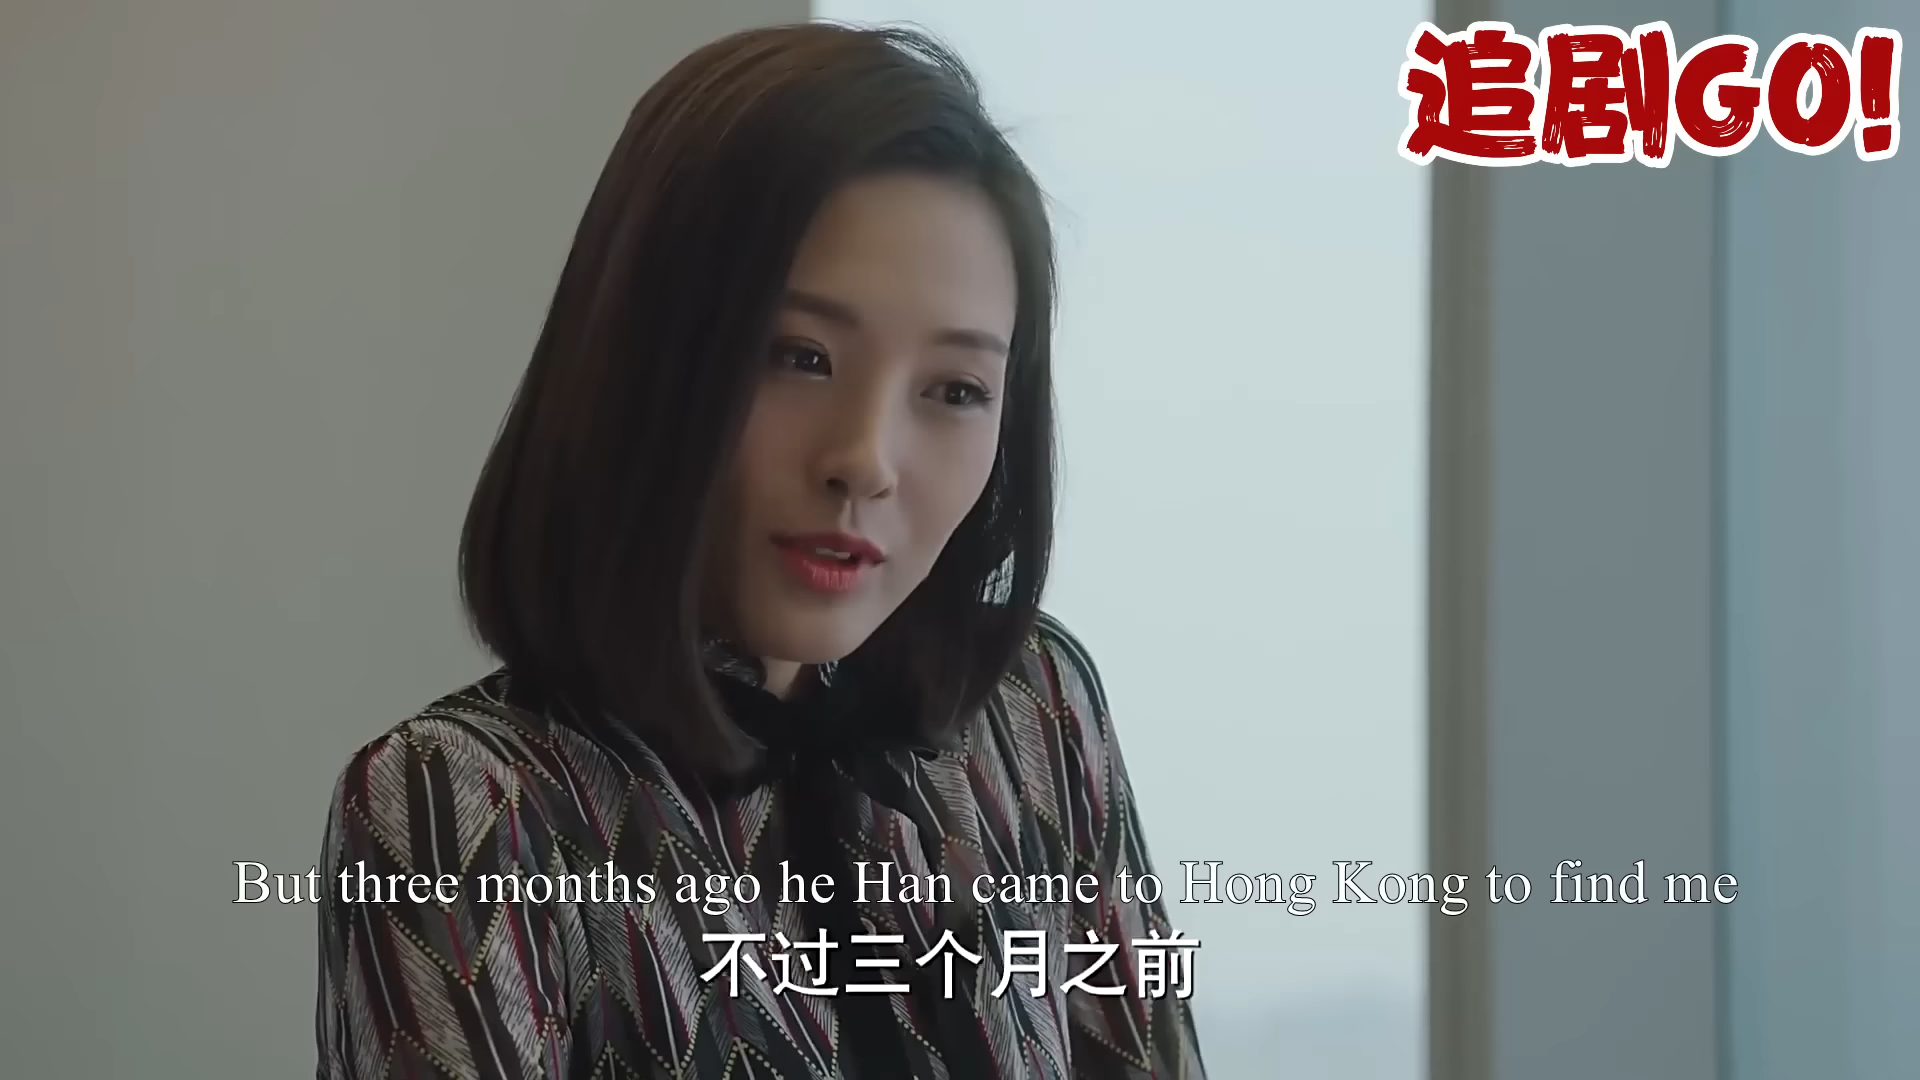 追剧GO!
But three months ago he Han came to Hong Kong to find me
不过三个月之前